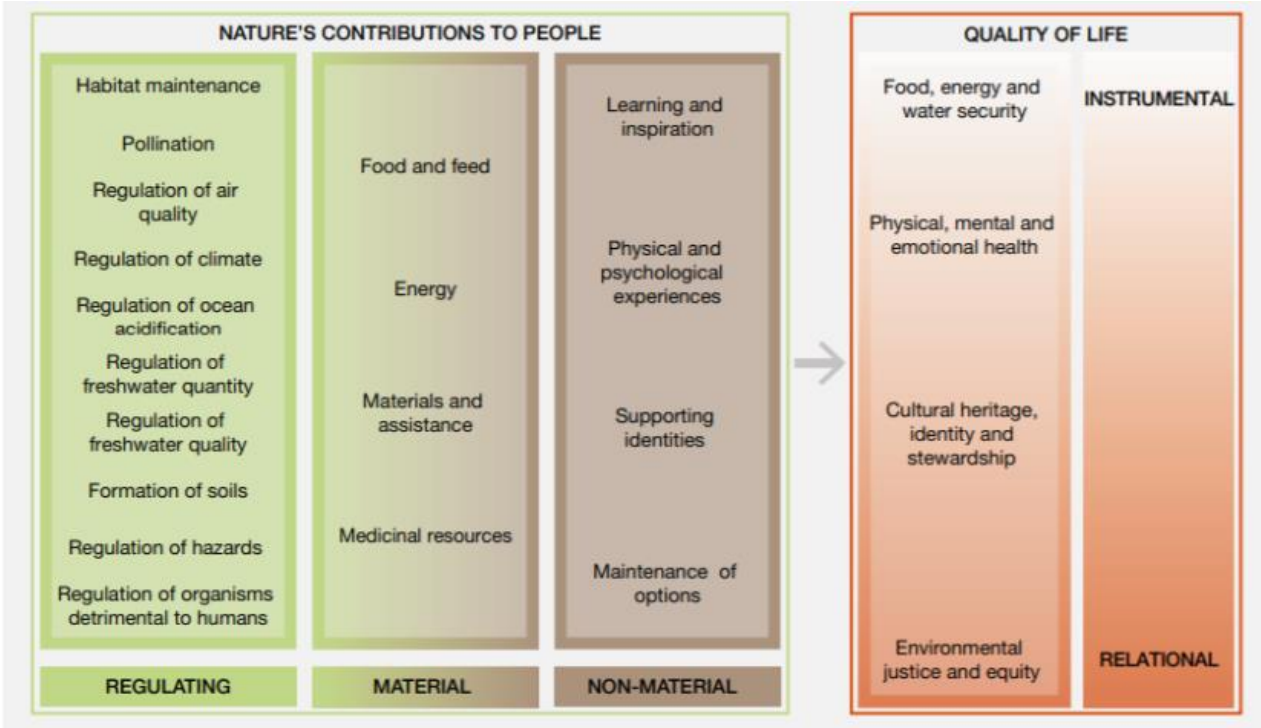 NATURE'S CONTRIBUTIONS TO PEOPLE
Habitat maintenance
Pollination
Regulation of air
quality
Regulation of climate
Regulation of ocean
acidification
Regulation of
freshwater quantity
Regulation of
freshwater quality
Formation of soils
Regulation of hazards
Regulation of organisms
detrimental to humans
REGULATING
Food and feed
Energy
Materials and
assistance
Medicinal resources
MATERIAL
Learning and
inspiration
Physical and
psychological
experiences
Supporting
identities
Maintenance of
options
NON-MATERIAL
QUALITY OF LIFE
Food, energy and
water security
Physical, mental and
emotional health
Cultural heritage,
identity and
stewardship
Environmental
justice and equity
INSTRUMENTAL
RELATIONAL